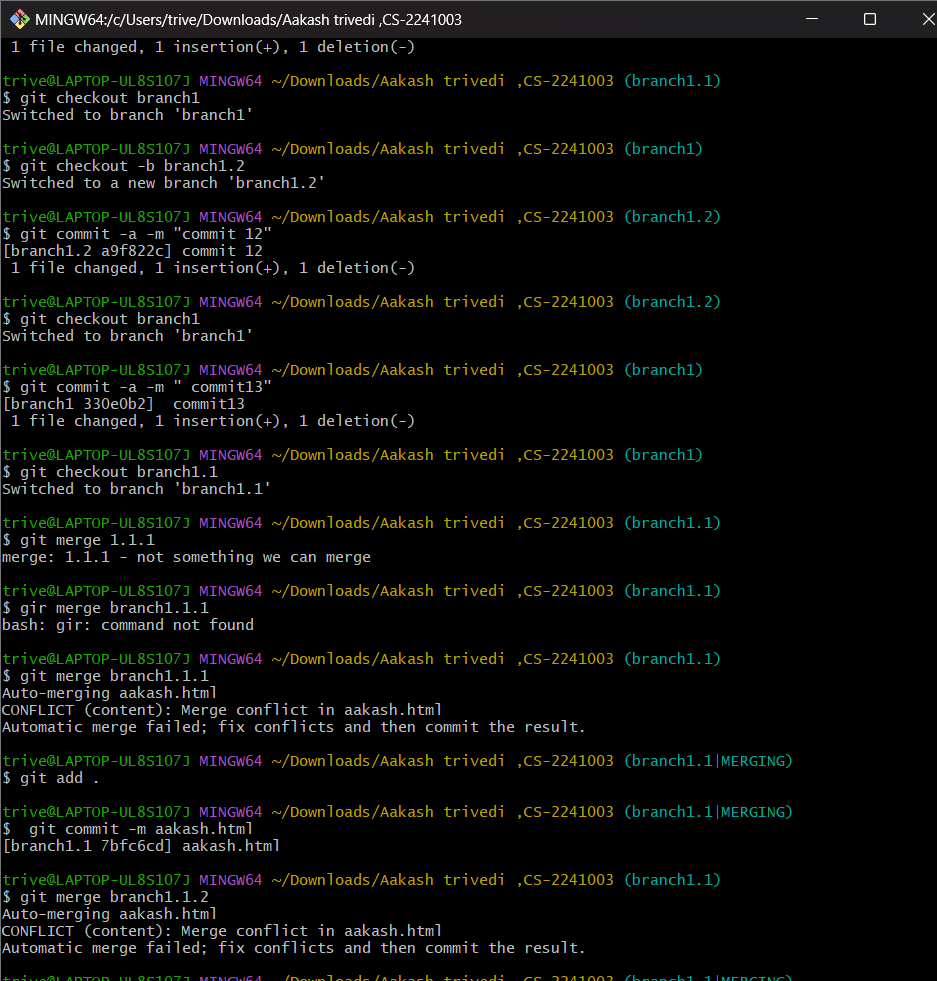 MINGW64:/c/Users/trive/Downloads/Aakash trivedi ,CS-2241003
1 file changed, 1 insertion(+), 1 deletion(-)
trive@LAPTOP-UL8S107J MINGW64 ~/Downloads/Aakash trivedi ,CS-2241003 (branch1.1)
$ git checkout branch1
Switched to branch 'branch1'
trive@LAPTOP-UL8S107J MINGW64 ~/Downloads/Aakash trivedi ,CS-2241003 (branch1)
$ git checkout -b branch1.2
Switched to a new branch 'branch1.2'
trive@LAPTOP-UL8S107J MINGW64 ~/Downloads/Aakash trivedi ,CS-2241003 (branch1.2)
$ git commit -a -m "commit 12"
[branch1.2 a9f822c] commit 12
1 file changed, 1 insertion(+), 1 deletion(-)
trive@LAPTOP-UL8S107J MINGW64 ~/Downloads/Aakash trivedi ,CS-2241003 (branch1.2)
$ git checkout branch1
Switched to branch 'branch1'
trive@LAPTOP-UL8S107J MINGW64 ~/Downloads/Aakash trivedi ,CS-2241003 (branch1)
$ git commit -a -m " commit13"
[branch1 330e0b2]  commit13
1 file changed, 1 insertion(+), 1 deletion(-)
trive@LAPTOP-UL8S107J MINGW64 ~/Downloads/Aakash trivedi ,CS-2241003 (branch1)
$ git checkout branch1.1
Switched to branch 'branch1.1'
trive@LAPTOP-UL8S107J MINGW64 ~/Downloads/Aakash trivedi ,CS-2241003 (branch1.1)
$ git merge 1.1.1
merge: 1.1.1 - not something we can merge
trive@LAPTOP-UL8S107J MINGW64 ~/Downloads/Aakash trivedi ,CS-2241003 (branch1.1)
$ gir merge branch1.1.1
bash: gir: command not found
trive@LAPTOP-UL8S107J MINGW64 ~/Downloads/Aakash trivedi ,CS-2241003 (branch1.1)
$ git merge branch1.1.1
Auto-merging aakash.html
CONFLICT (content): Merge conflict in aakash.html
Automatic merge failed; fix conflicts and then commit the result.
trive@LAPTOP-UL8S107J MINGW64 ~/Downloads/Aakash trivedi ,CS-2241003 (branch1.1|MERGING)
$ git add .
trive@LAPTOP-UL8S107J MINGW64 ~/Downloads/Aakash trivedi ,CS-2241003 (branch1.1|MERGING)
$  git commit -m aakash.html
[branch1.1 7bfc6cd] aakash.html
trive@LAPTOP-UL8S107J MINGW64 ~/Downloads/Aakash trivedi ,CS-2241003 (branch1.1)
$ git merge branch1.1.2
Auto-merging aakash.html
CONFLICT (content): Merge conflict in aakash.html
Automatic merge failed; fix conflicts and then commit the result.
trive@LAPTOP-UL8S107J MINGW64 ~/Downloads/Aakash trivedi ,CS-2241003 (branch1.1|MERGING)